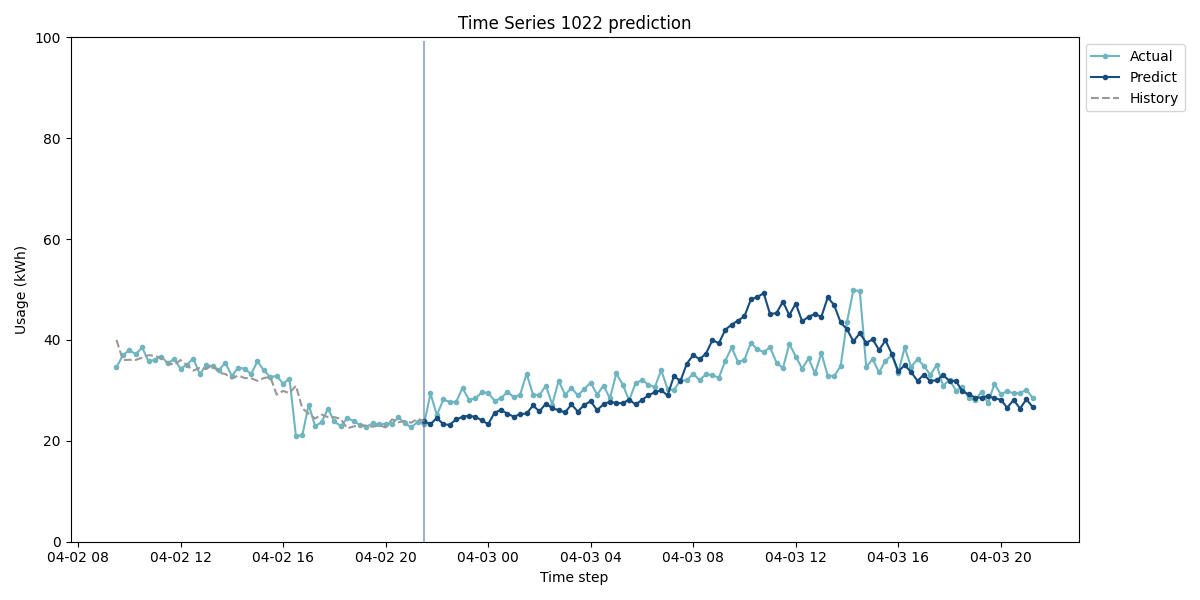 Time Series 1022 prediction
100
80
60
40
20
0
Usage (kWh)
04-02 08
04-02 12
04-02 16
04-02 20
04-03 00
04-03 04
04-03 08
04-03 12
04-03 16
04-03 20
Time step
Actual
Predict
History